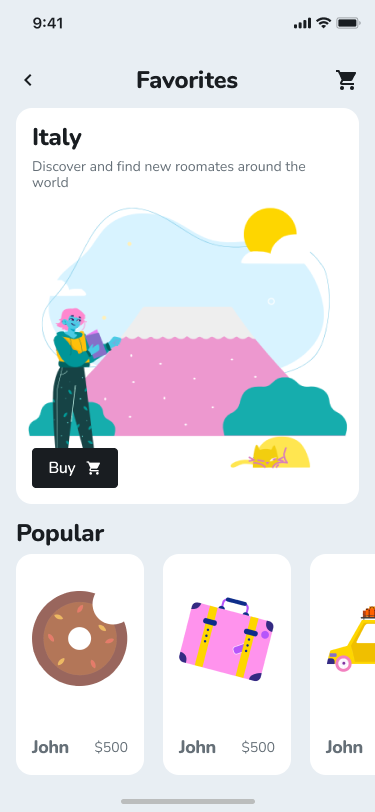 9:41
Favorites
Italy
Discover and find new roomates around the
world
Buy
Popular
John $500
John $500
John